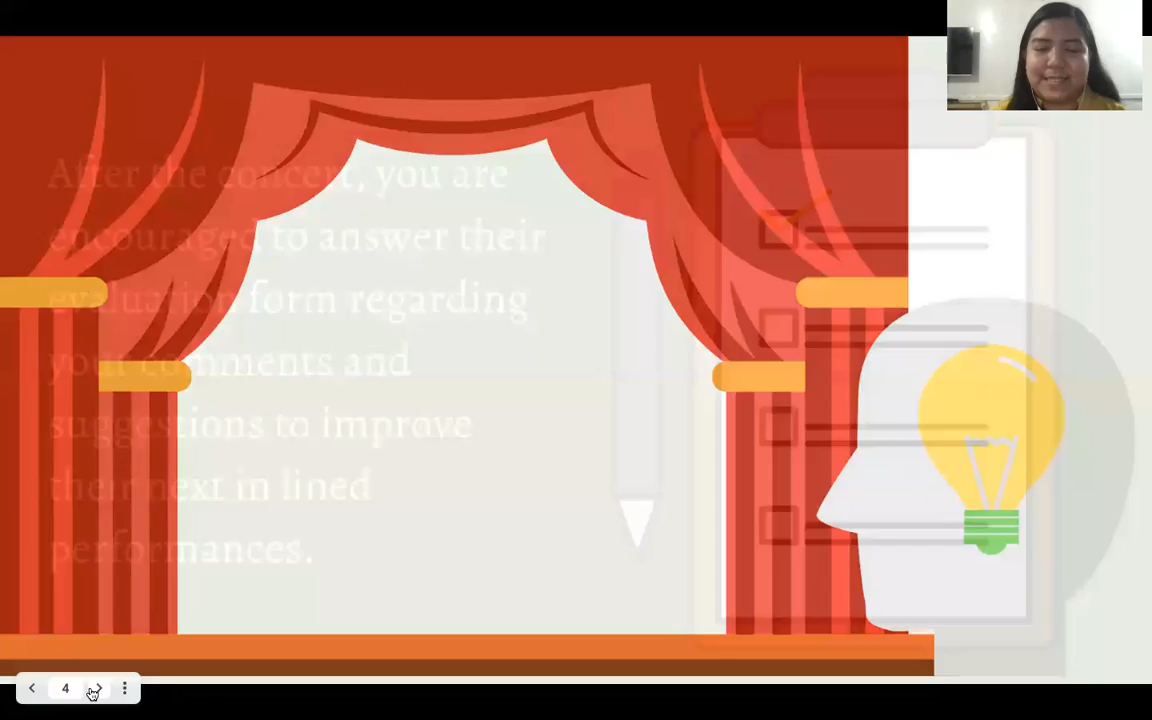 After the concert, you are
encouraged to answer their
evaluation form regarding
your comments and
suggestions to improve
their next in lined
performances.
4